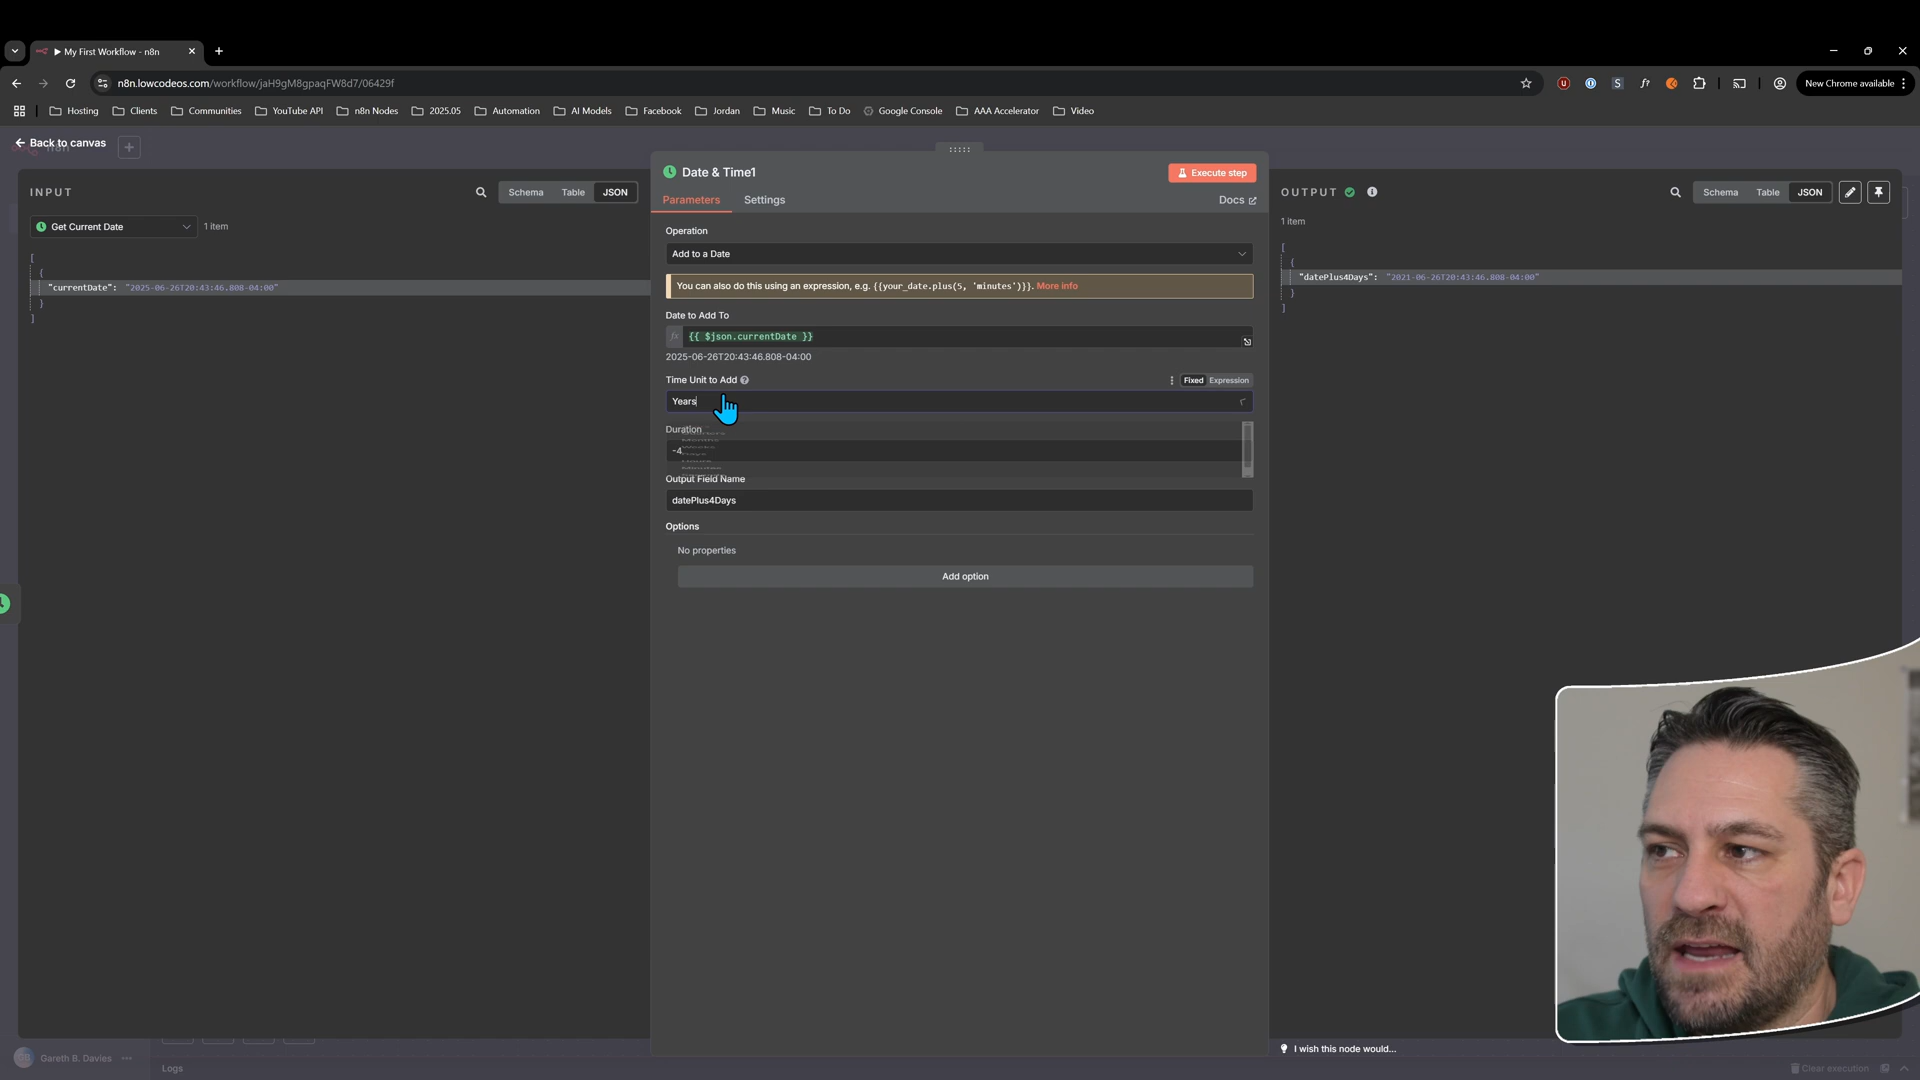 My First Workflow - n8n
n8n.lowcodeos.com/workflow/jaH9gM8gpaqFW8d7/06429f
New Chrome available
Hosting
Clients
Communities
YouTube API
n8n Nodes
2025.05
Automation
AI Models
Facebook
Jordan
Music
To Do
Google Console
AAA Accelerator
Video
Back to canvas
INPUT
Schema
Table
JSON
Get Current Date
1 item
[
{
"currentDate": "2025-06-26T20:43:46.808-04:00"
}
]
Date & Time1
Execute step
Parameters
Settings
Docs
Operation
Add to a Date
You can also do this using an expression, e.g. {{your_date.plus(5, 'minutes')}}. More info
Date to Add To
fx
{{ $json.currentDate }}
2025-06-26T20:43:46.808-04:00
Time Unit to Add
Fixed
Expression
Years
Duration
-4
Output Field Name
datePlus4Days
Options
No properties
Add option
OUTPUT
Schema
Table
JSON
1 item
[
{
"datePlus4Days": "2021-06-26T20:43:46.808-04:00"
}
]
I wish this node would...
Gareth B. Davies
Logs
Clear execution